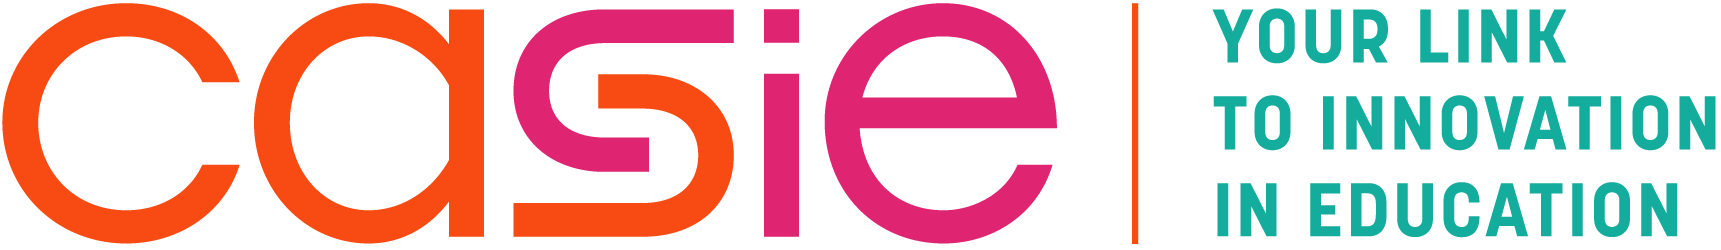 casie
YOUR LINK
TO INNOVATION
IN EDUCATION